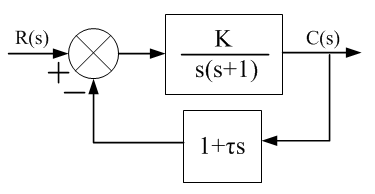 R(s)
K
C(s)
s(s+1)
+
−
1+τs